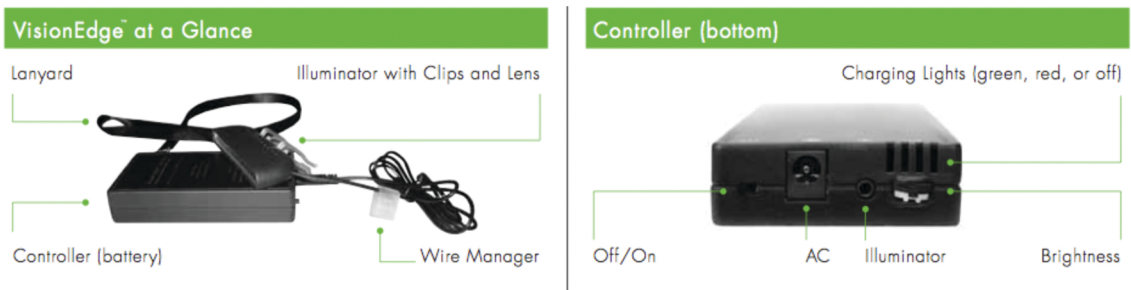 VisionEdge™ at a Glance
Lanyard
Illuminator with Clips and Lens
Controller (battery)
Wire Manager
Controller (bottom)
Charging Lights (green, red, or off)
Off/On
AC
Illuminator
Brightness